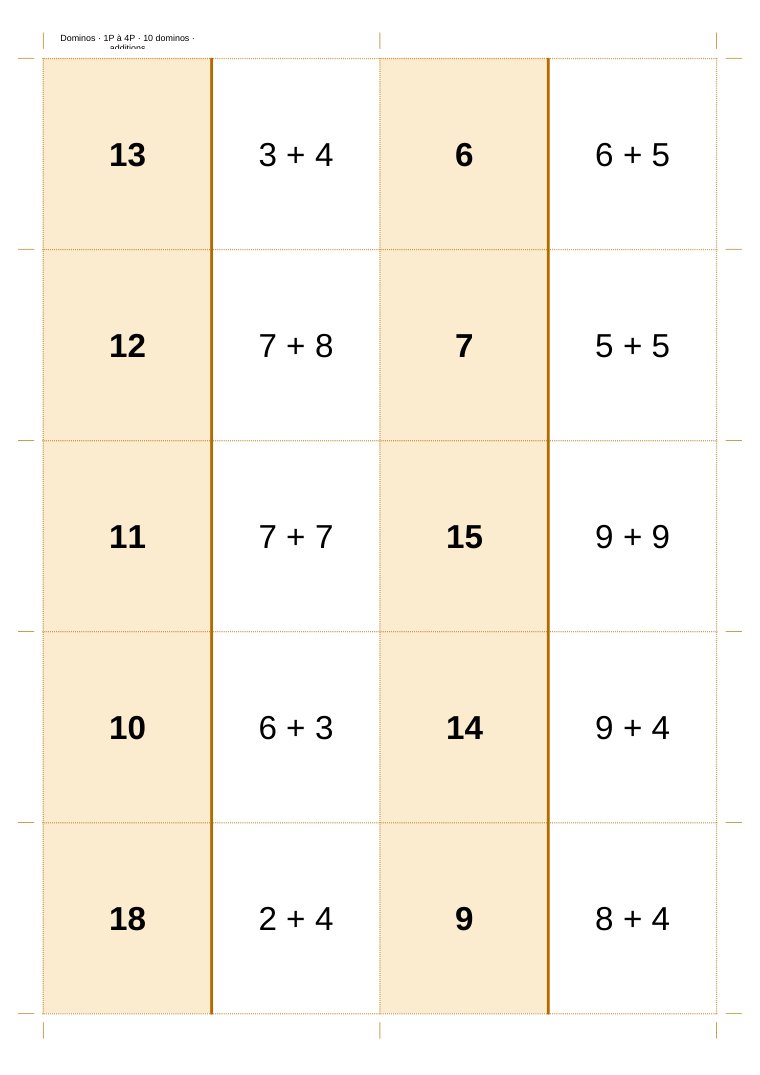 Dominos · 1P à 4P · 10 dominos ·
additions
13 3 + 4 6 6 + 5
12 7 + 8 7 5 + 5
11 7 + 7 15 9 + 9
10 6 + 3 14 9 + 4
18 2 + 4 9 8 + 4